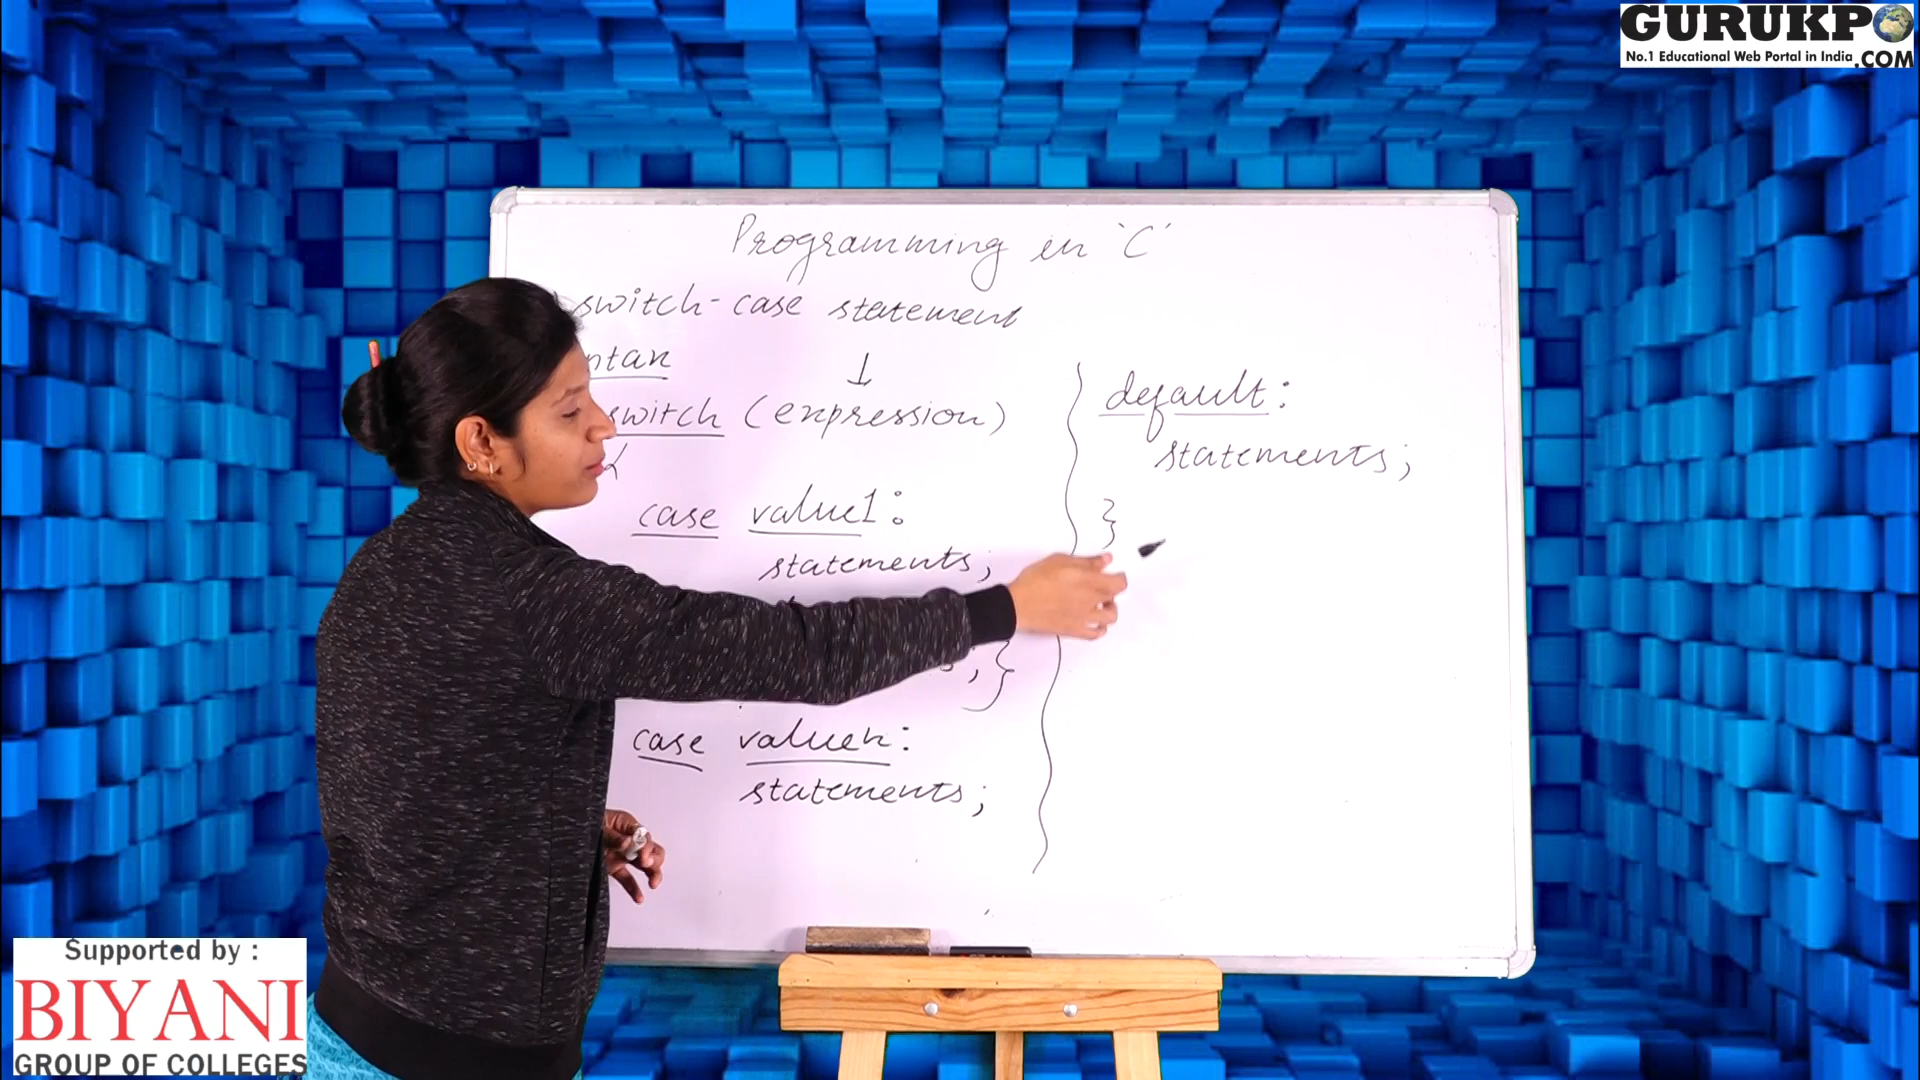 GURUKPO
No.1 Educational Web Portal in India .COM
Programming in 'C'
switch-case statement
ntax
switch (expression)
{
case value1:
statements;
}
case valuen:
statements;
default:
statements;
}
Supported by :
BIYANI
GROUP OF COLLEGES